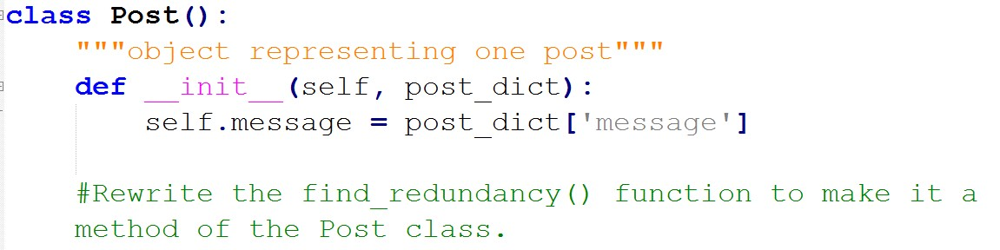 class Post():
    """object representing one post"""
    def __init__(self, post_dict):
        self.message = post_dict['message']
    #Rewrite the find_redundancy() function to make it a
    method of the Post class.